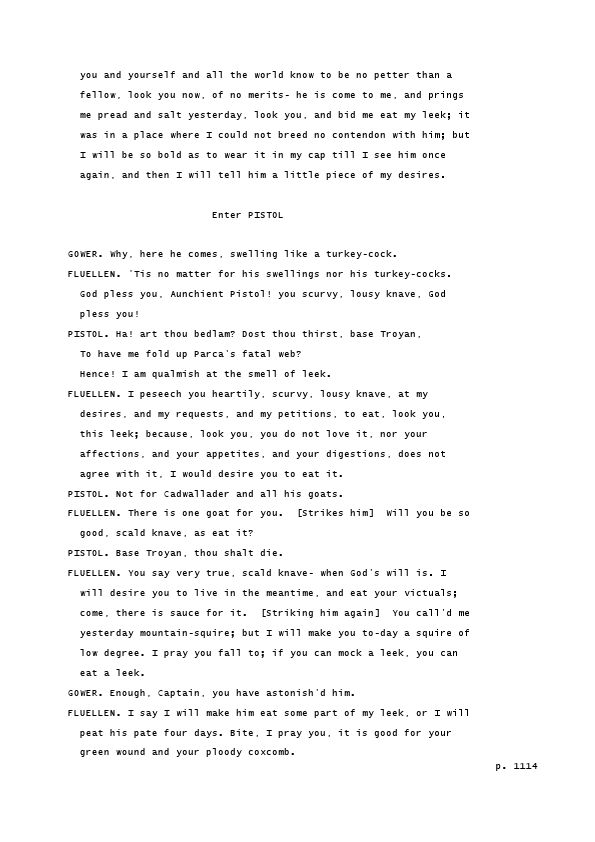 you and yourself and all the world know to be no petter than a
fellow, look you now, of no merits- he is come to me, and prings
me pread and salt yesterday, look you, and bid me eat my leek; it
was in a place where I could not breed no contendon with him; but
I will be so bold as to wear it in my cap till I see him once
again, and then I will tell him a little piece of my desires.
Enter PISTOL
GOWER. Why, here he comes, swelling like a turkey-cock.
FLUELLEN. 'Tis no matter for his swellings nor his turkey-cocks.
God pless you, Aunchient Pistol! you scurvy, lousy knave, God
pless you!
PISTOL. Ha! art thou bedlam? Dost thou thirst, base Troyan,
To have me fold up Parca's fatal web?
Hence! I am qualmish at the smell of leek.
FLUELLEN. I peseech you heartily, scurvy, lousy knave, at my
desires, and my requests, and my petitions, to eat, look you,
this leek; because, look you, you do not love it, nor your
affections, and your appetites, and your digestions, does not
agree with it, I would desire you to eat it.
PISTOL. Not for Cadwallader and all his goats.
FLUELLEN. There is one goat for you.  [Strikes him]  Will you be so
good, scald knave, as eat it?
PISTOL. Base Troyan, thou shalt die.
FLUELLEN. You say very true, scald knave- when God's will is. I
will desire you to live in the meantime, and eat your victuals;
come, there is sauce for it.  [Striking him again]  You call'd me
yesterday mountain-squire; but I will make you to-day a squire of
low degree. I pray you fall to; if you can mock a leek, you can
eat a leek.
GOWER. Enough, Captain, you have astonish'd him.
FLUELLEN. I say I will make him eat some part of my leek, or I will
peat his pate four days. Bite, I pray you, it is good for your
green wound and your ploody coxcomb.
p. 1114